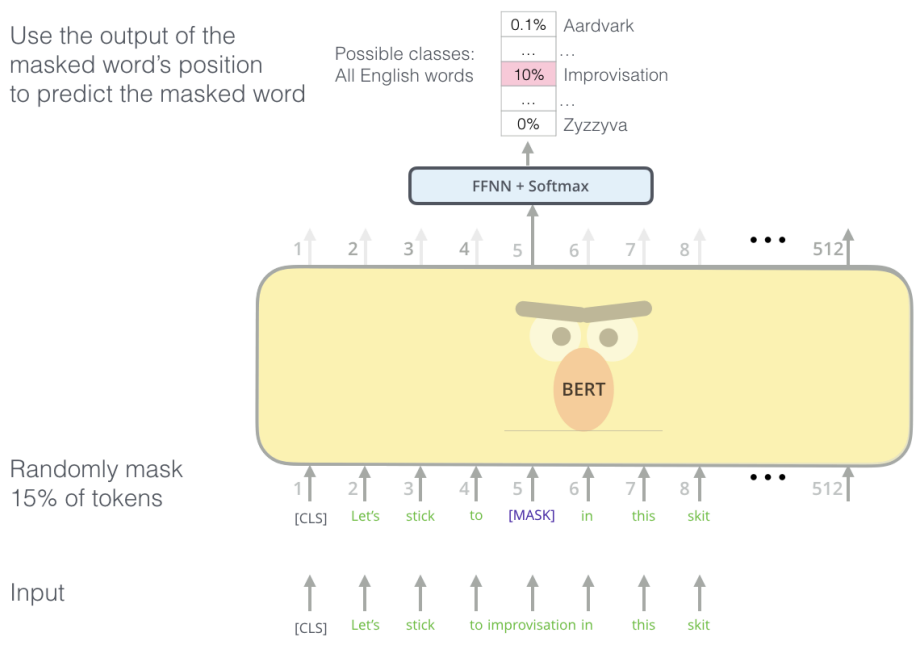 Use the output of the
masked word's position
to predict the masked word
Possible classes:
All English words
0.1% Aardvark
... ...
10% Improvisation
... ...
0% Zyzzyva
FFNN + Softmax
1 2 3 4 5 6 7 8 ••• 512
BERT
Randomly mask
15% of tokens
1 2 3 4 5 6 7 8 ••• 512
[CLS] Let's stick to [MASK] in this skit
Input
[CLS] Let's stick to improvisation in this skit